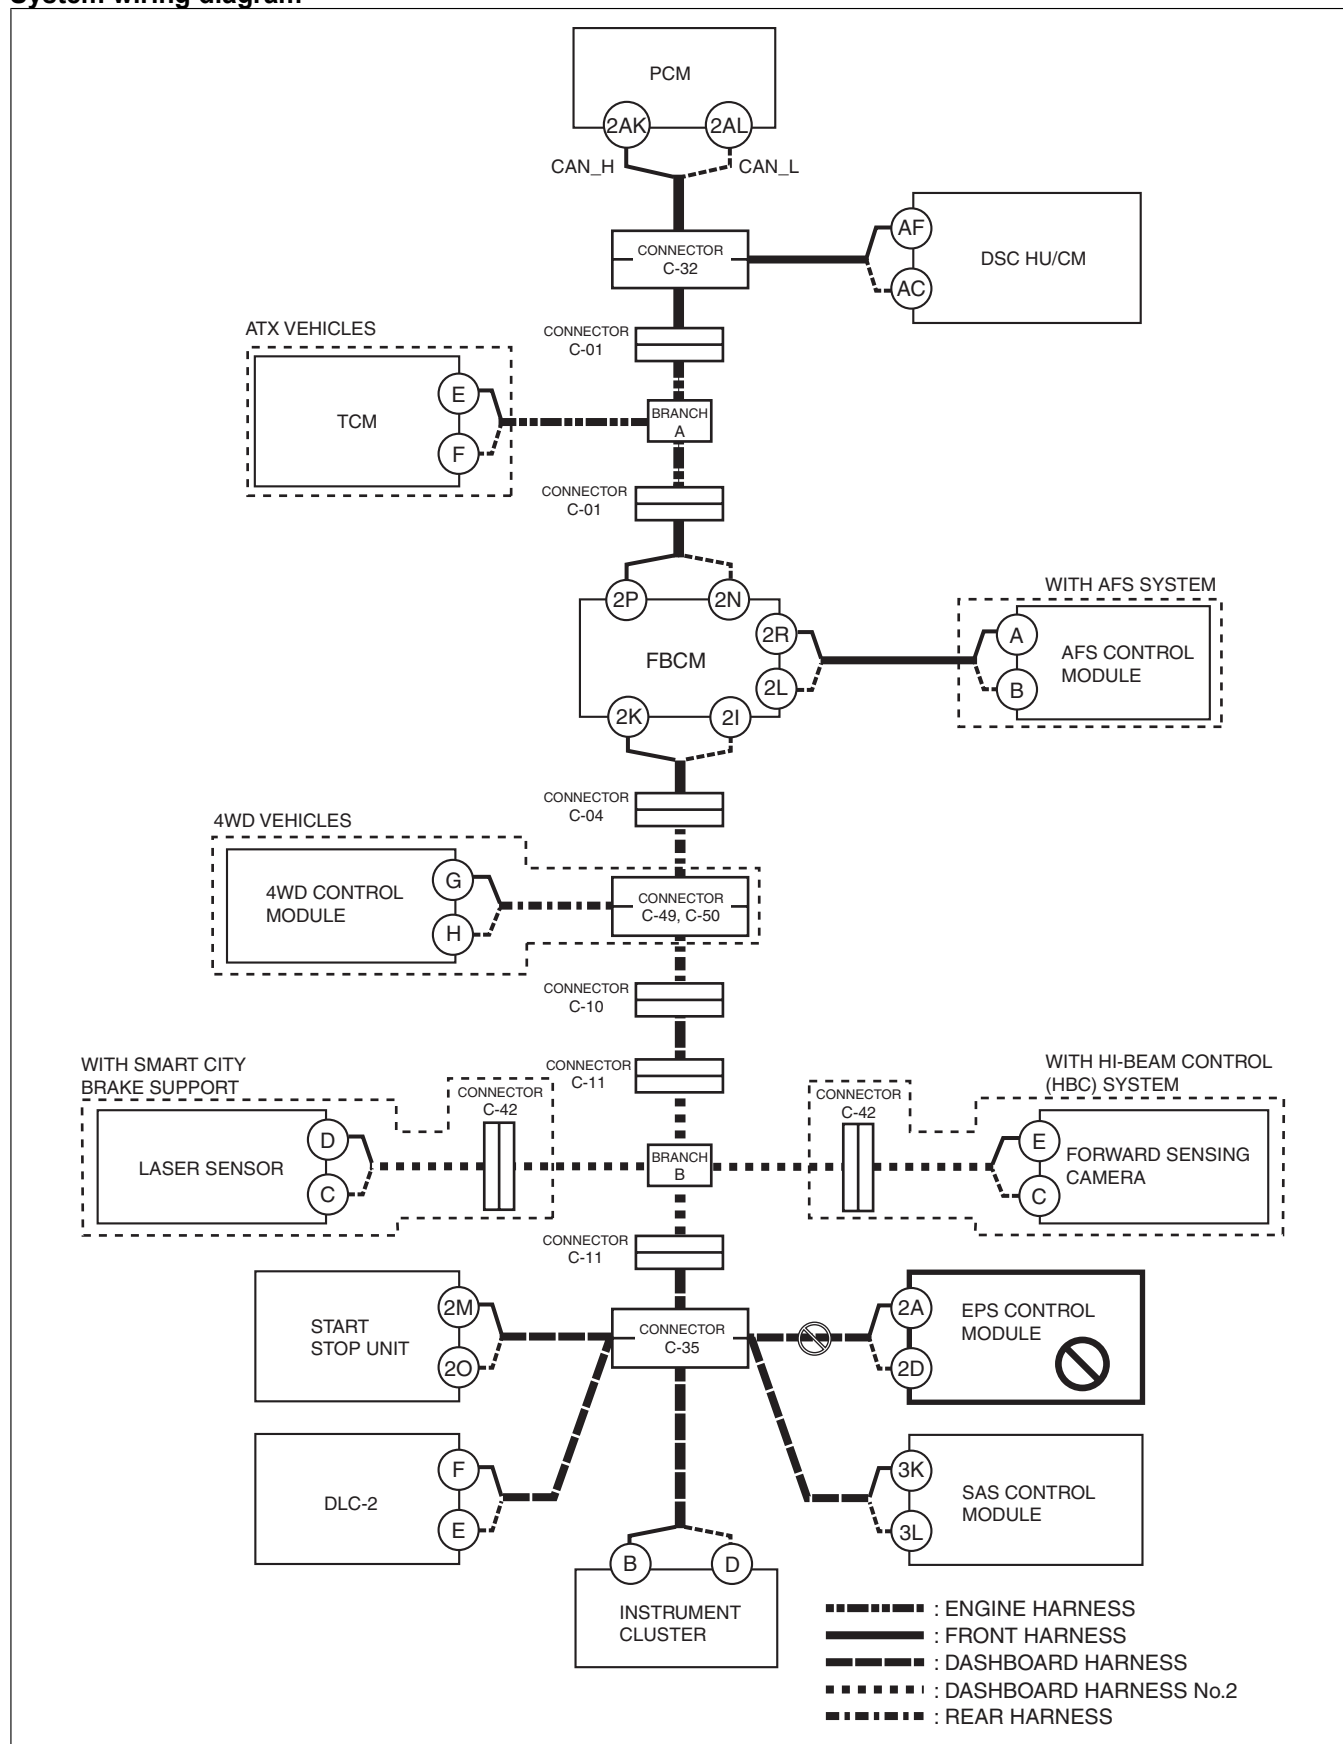 System wiring diagram
PCM
2AK
2AL
CAN_H
CAN_L
CONNECTOR
C-32
AF
AC
DSC HU/CM
ATX VEHICLES
CONNECTOR
C-01
TCM
E
F
BRANCH
A
CONNECTOR
C-01
2P
2N
2R
2L
FBCM
2K
2I
WITH AFS SYSTEM
A
B
AFS CONTROL
MODULE
CONNECTOR
C-04
4WD VEHICLES
4WD CONTROL
MODULE
G
H
CONNECTOR
C-49, C-50
CONNECTOR
C-10
CONNECTOR
C-11
WITH SMART CITY
BRAKE SUPPORT
CONNECTOR
C-42
LASER SENSOR
D
C
BRANCH
B
WITH HI-BEAM CONTROL
(HBC) SYSTEM
CONNECTOR
C-42
E
C
FORWARD SENSING
CAMERA
CONNECTOR
C-11
START
STOP UNIT
2M
2O
CONNECTOR
C-35
2A
2D
EPS CONTROL
MODULE
DLC-2
F
E
3K
3L
SAS CONTROL
MODULE
B
D
INSTRUMENT
CLUSTER
: ENGINE HARNESS
: FRONT HARNESS
: DASHBOARD HARNESS
: DASHBOARD HARNESS No.2
: REAR HARNESS